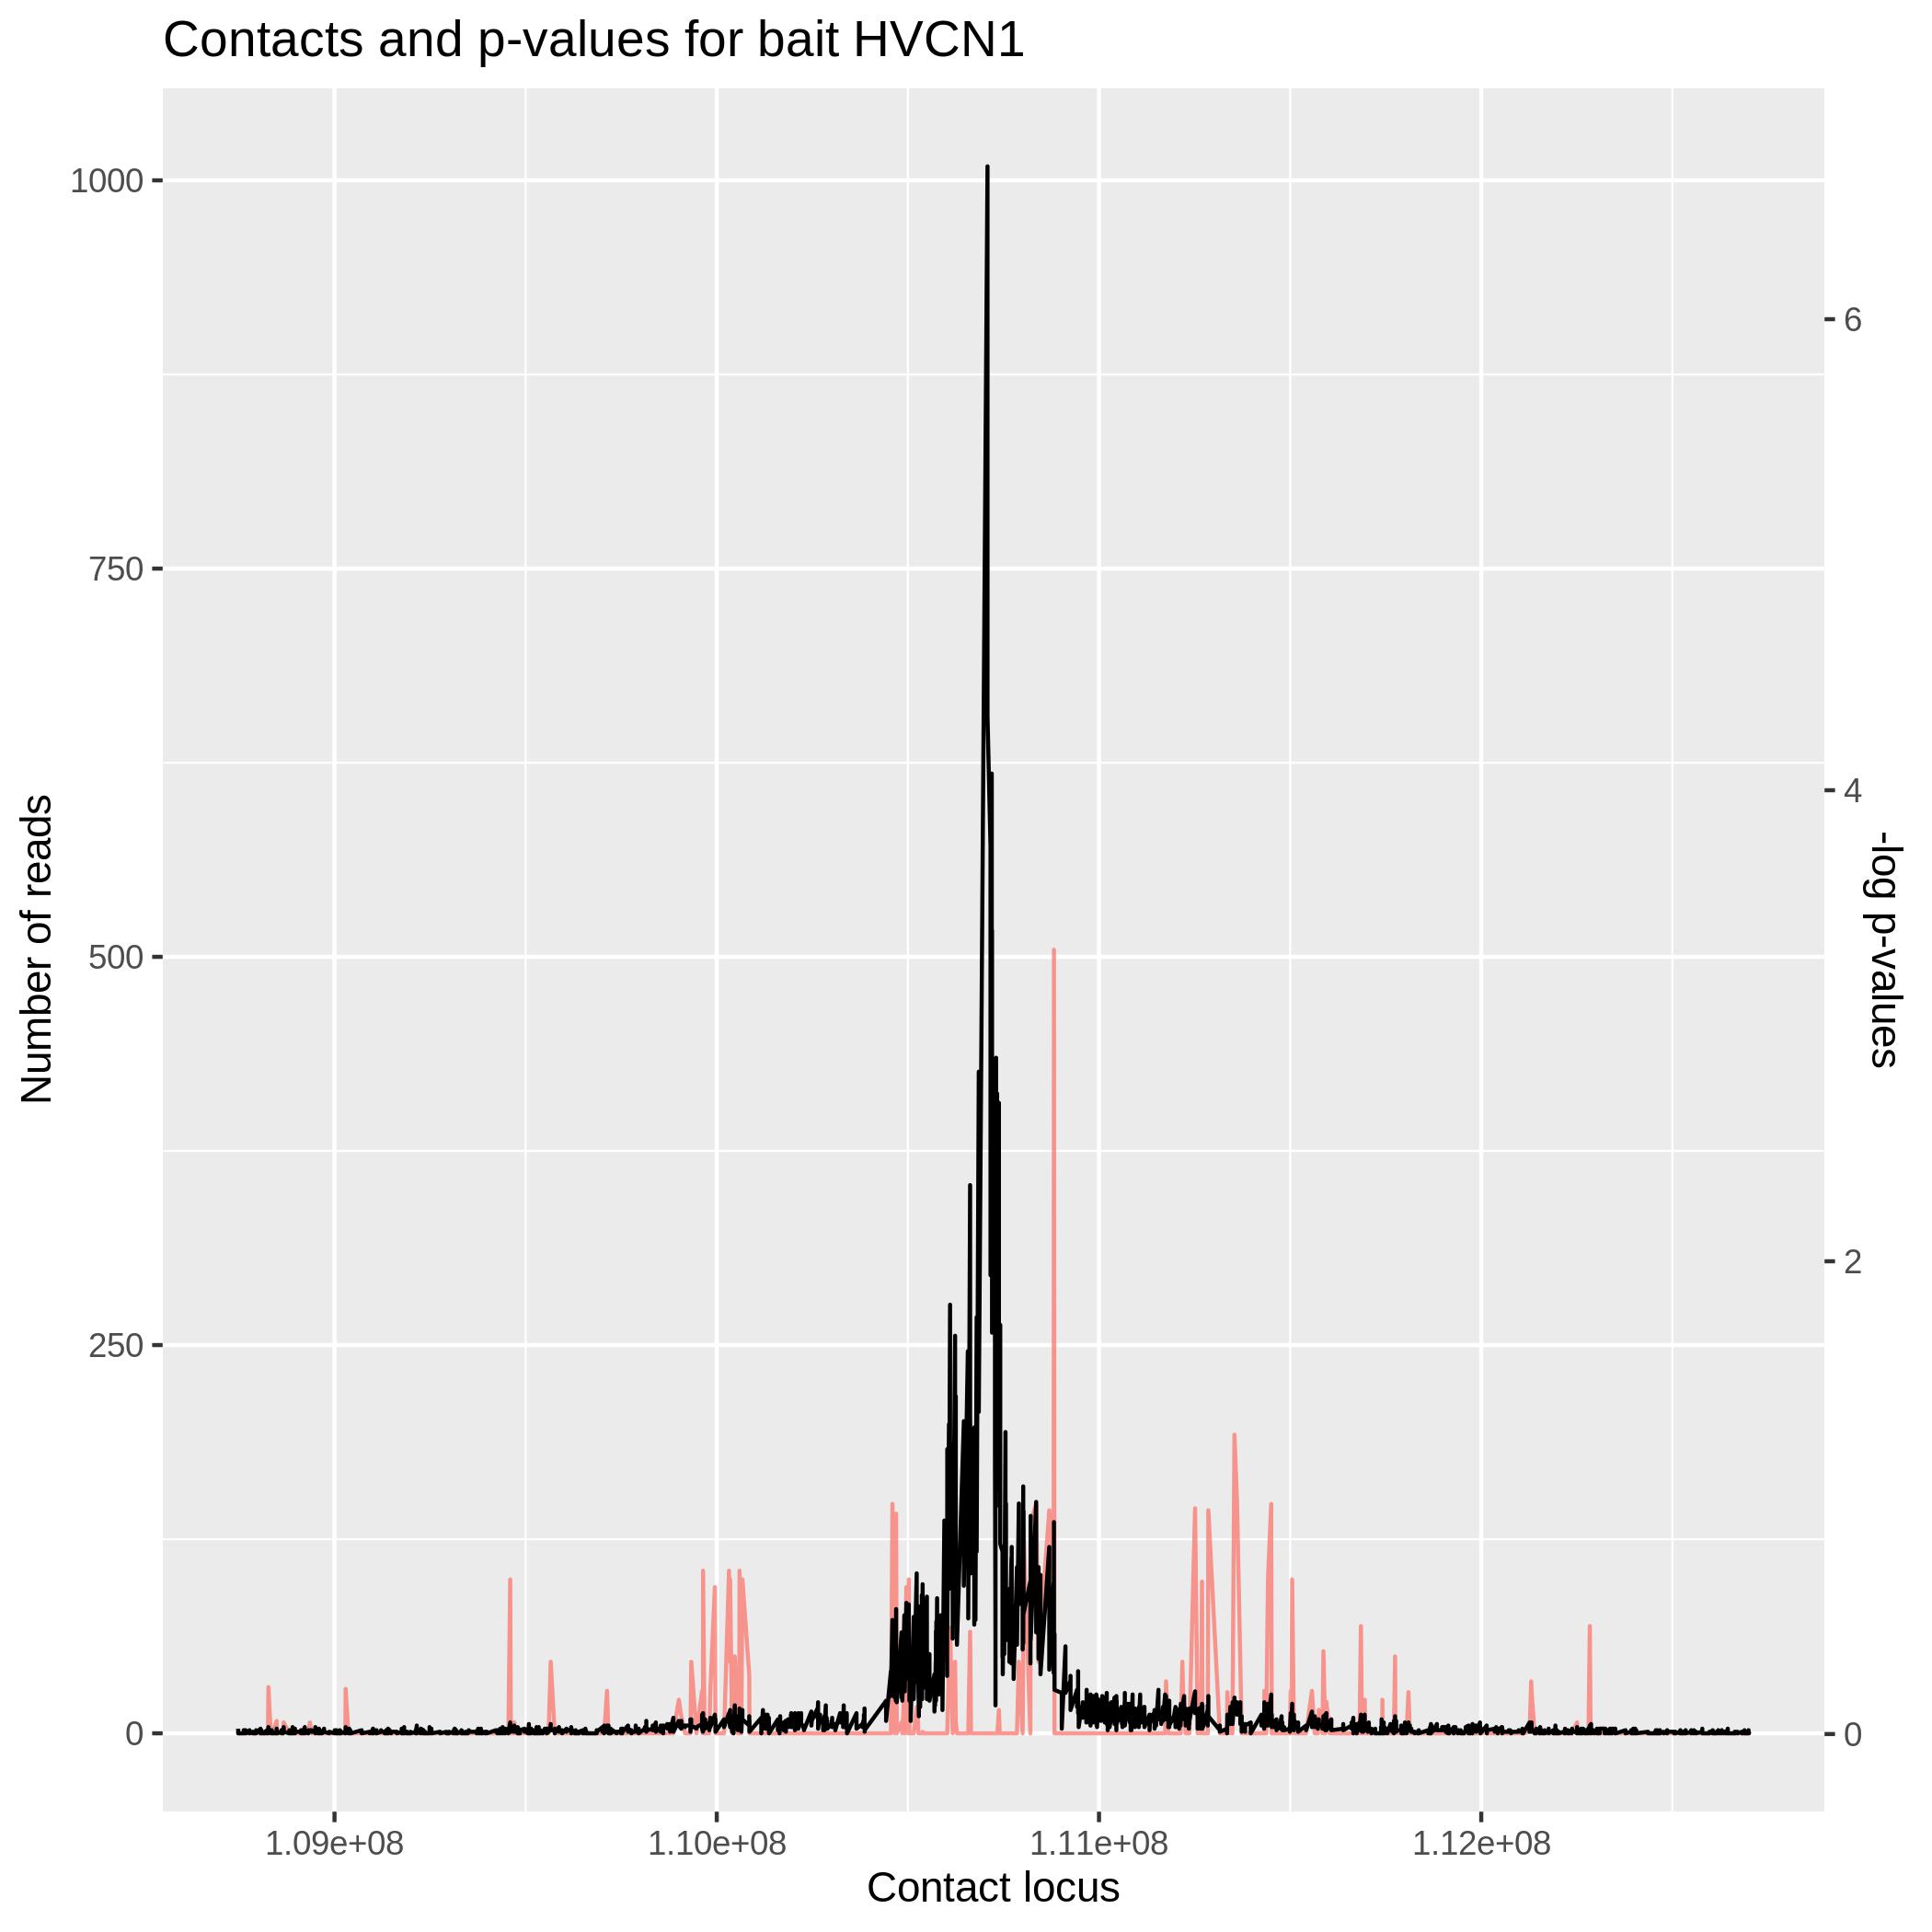 Contacts and p-values for bait HVCN1
1000
750
500
250
0
Number of reads
6
4
2
0
-log p-values
1.09e+08
1.10e+08
1.11e+08
1.12e+08
Contact locus